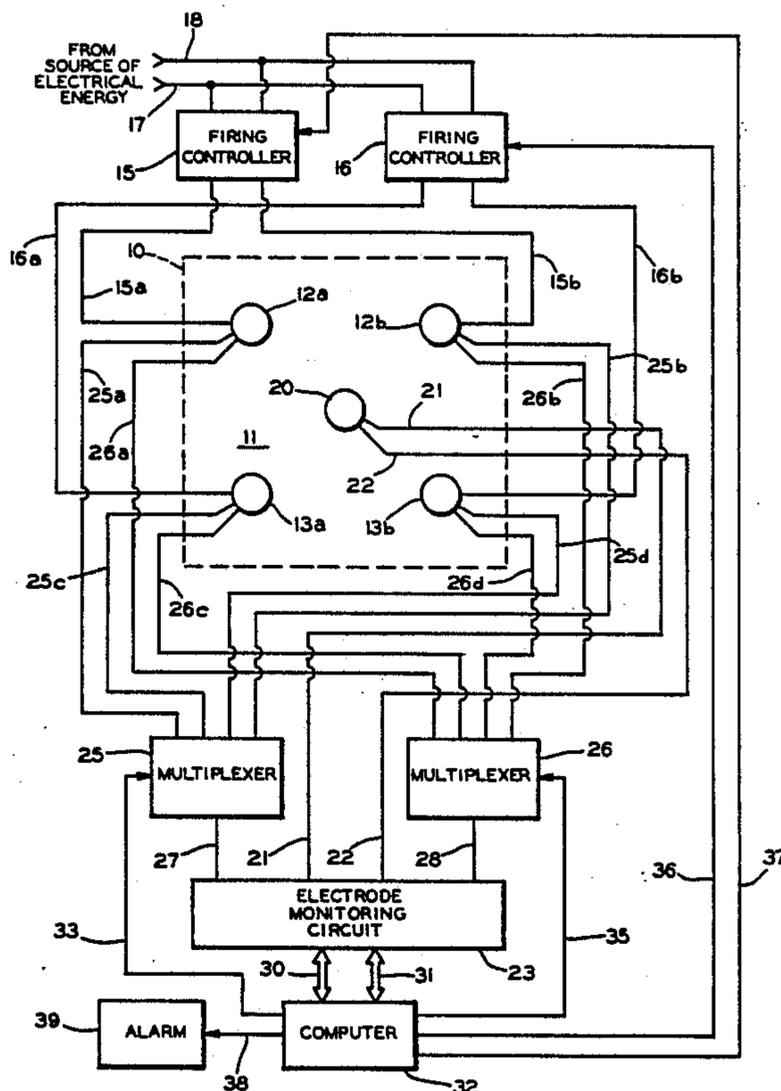 18
FROM
SOURCE OF
ELECTRICAL
ENERGY
17
FIRING
CONTROLLER
15
FIRING
CONTROLLER
16
16a
10
15a
12a
12b
15b
16b
25a
26a
20
21
26b
25b
11
22
13a
13b
25c
26c
26d
25d
25
MULTIPLEXER
26
MULTIPLEXER
27
21
22
28
36
37
ELECTRODE
MONITORING
CIRCUIT
33
30
31
23
35
39
ALARM
COMPUTER
38
32